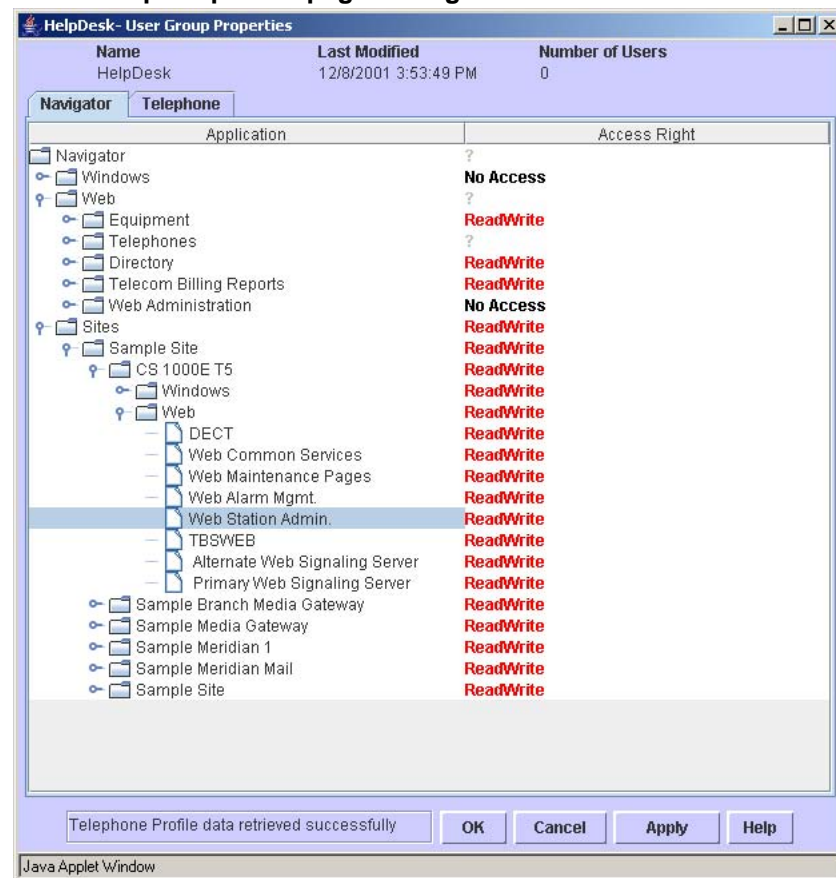 HelpDesk- User Group Properties
Name Last Modified Number of Users
HelpDesk 12/8/2001 3:53:49 PM 0
Navigator Telephone
Application Access Right
Navigator ?
Windows No Access
Web ?
Equipment ReadWrite
Telephones ?
Directory ReadWrite
Telecom Billing Reports ReadWrite
Web Administration No Access
Sites ReadWrite
Sample Site ReadWrite
CS 1000E T5 ReadWrite
Windows ReadWrite
Web ReadWrite
DECT ReadWrite
Web Common Services ReadWrite
Web Maintenance Pages ReadWrite
Web Alarm Mgmt. ReadWrite
Web Station Admin. ReadWrite
TBSWEB ReadWrite
Alternate Web Signaling Server ReadWrite
Primary Web Signaling Server ReadWrite
Sample Branch Media Gateway ReadWrite
Sample Media Gateway ReadWrite
Sample Meridian 1 ReadWrite
Sample Meridian Mail ReadWrite
Sample Site ReadWrite
Telephone Profile data retrieved successfully OK Cancel Apply Help
Java Applet Window